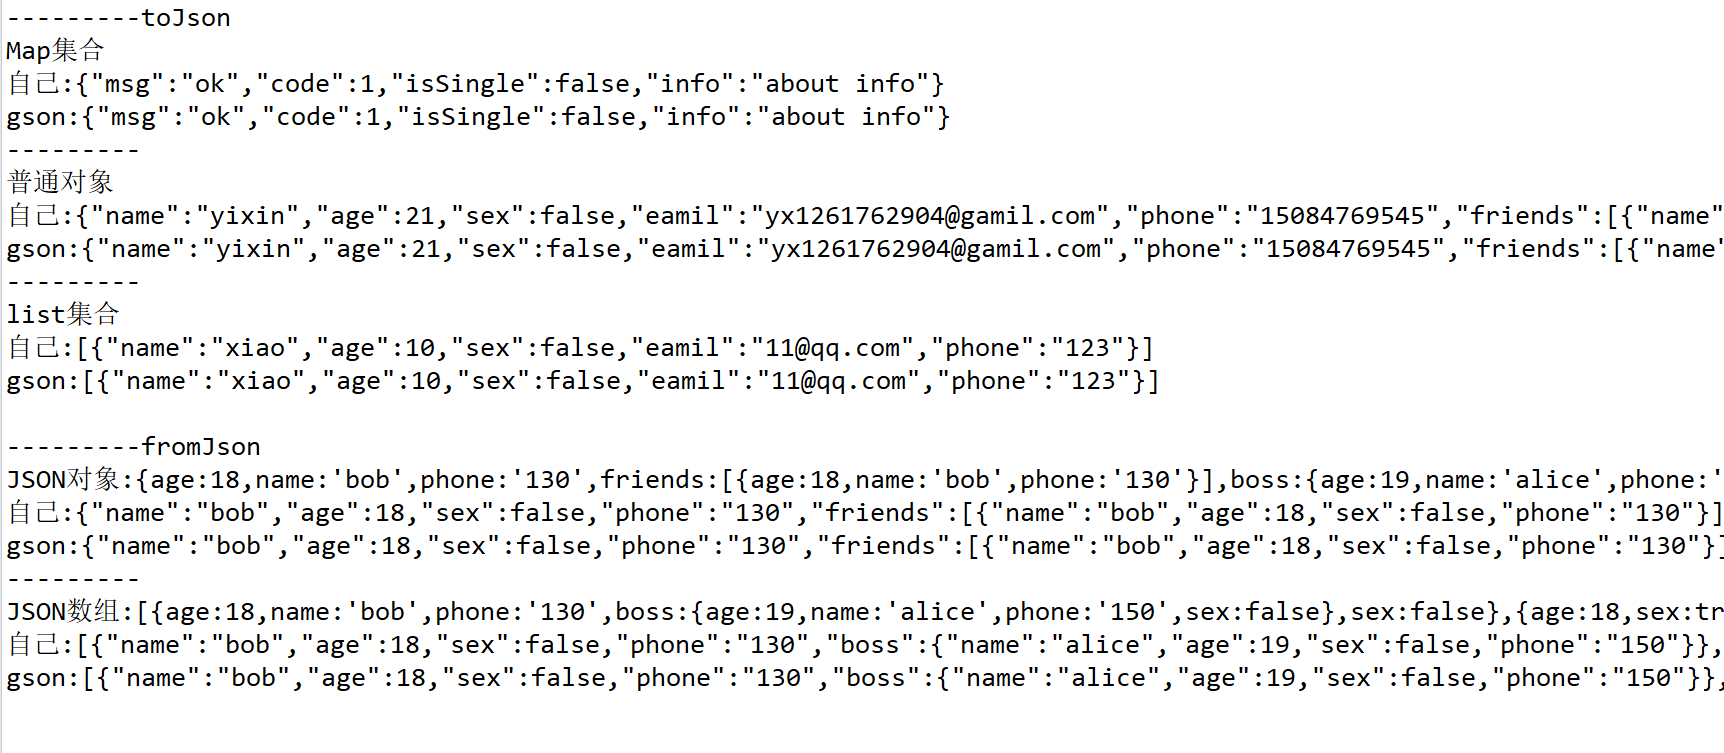 ---------toJson
Map集合
自己:{"msg":"ok","code":1,"isSingle":false,"info":"about info"}
gson:{"msg":"ok","code":1,"isSingle":false,"info":"about info"}
---------
普通对象
自己:{"name":"yixin","age":21,"sex":false,"eamil":"yx1261762904@gamil.com","phone":"15084769545","friends":[{"name"
gson:{"name":"yixin","age":21,"sex":false,"eamil":"yx1261762904@gamil.com","phone":"15084769545","friends":[{"name"
---------
list集合
自己:[{"name":"xiao","age":10,"sex":false,"eamil":"11@qq.com","phone":"123"}]
gson:[{"name":"xiao","age":10,"sex":false,"eamil":"11@qq.com","phone":"123"}]

---------fromJson
JSON对象:{age:18,name:'bob',phone:'130',friends:[{age:18,name:'bob',phone:'130'}],boss:{age:19,name:'alice',phone:'
自己:{"name":"bob","age":18,"sex":false,"phone":"130","friends":[{"name":"bob","age":18,"sex":false,"phone":"130"}]
gson:{"name":"bob","age":18,"sex":false,"phone":"130","friends":[{"name":"bob","age":18,"sex":false,"phone":"130"}]
---------
JSON数组:[{age:18,name:'bob',phone:'130',boss:{age:19,name:'alice',phone:'150',sex:false},sex:false},{age:18,sex:tr
自己:[{"name":"bob","age":18,"sex":false,"phone":"130","boss":{"name":"alice","age":19,"sex":false,"phone":"150"}},
gson:[{"name":"bob","age":18,"sex":false,"phone":"130","boss":{"name":"alice","age":19,"sex":false,"phone":"150"}},